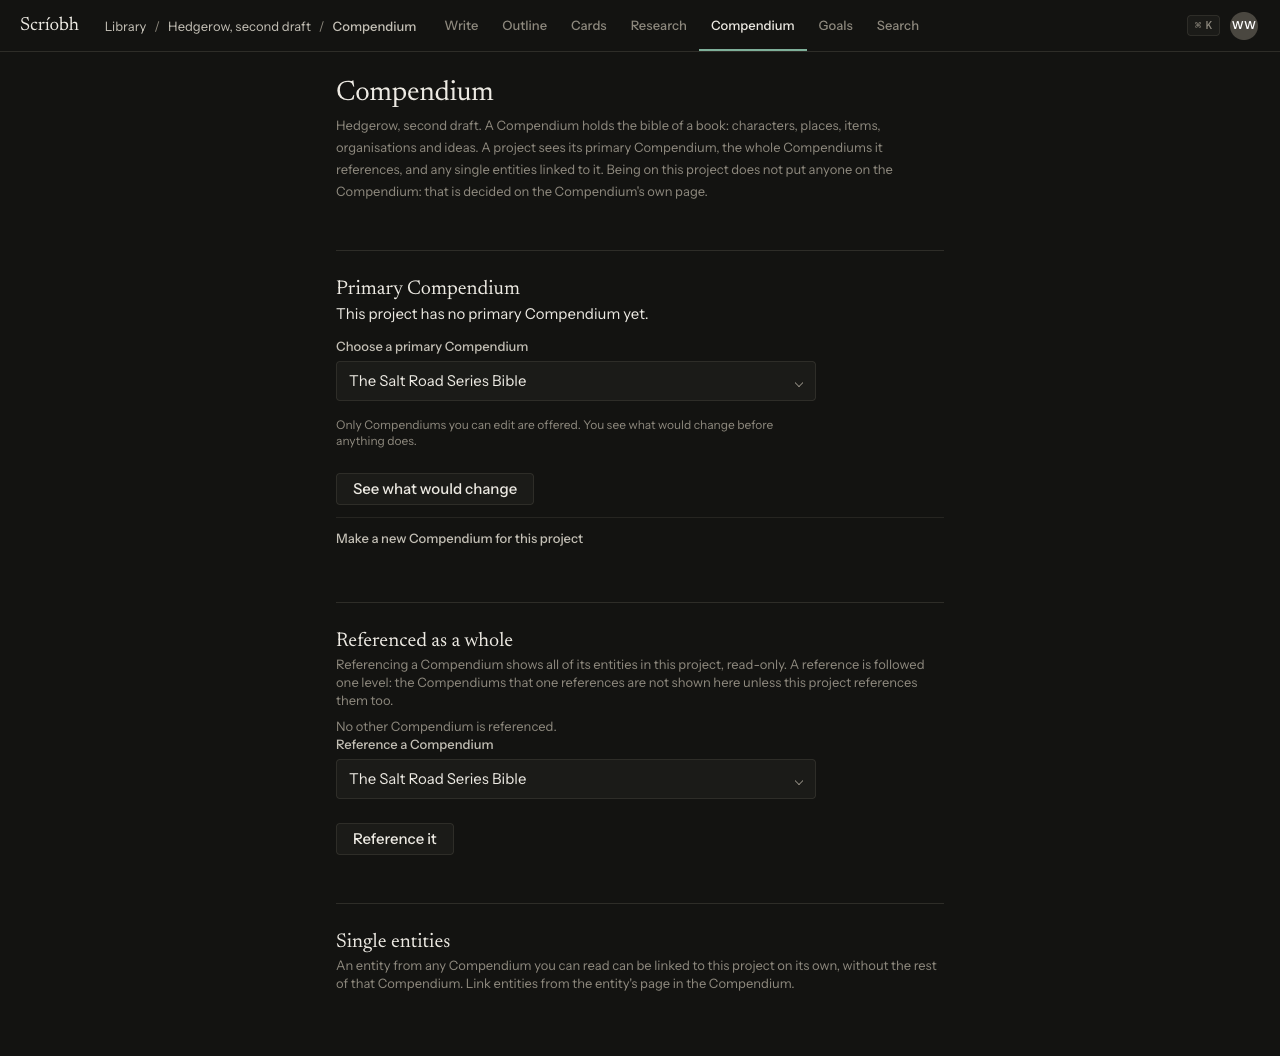 Scríobh
Library / Hedgerow, second draft / Compendium
Write Outline Cards Research Compendium Goals Search
⌘ K
WW
Compendium
Hedgerow, second draft. A Compendium holds the bible of a book: characters, places, items,
organisations and ideas. A project sees its primary Compendium, the whole Compendiums it
references, and any single entities linked to it. Being on this project does not put anyone on the
Compendium: that is decided on the Compendium's own page.
Primary Compendium
This project has no primary Compendium yet.
Choose a primary Compendium
The Salt Road Series Bible
Only Compendiums you can edit are offered. You see what would change before
anything does.
See what would change
Make a new Compendium for this project
Referenced as a whole
Referencing a Compendium shows all of its entities in this project, read-only. A reference is followed
one level: the Compendiums that one references are not shown here unless this project references
them too.
No other Compendium is referenced.
Reference a Compendium
The Salt Road Series Bible
Reference it
Single entities
An entity from any Compendium you can read can be linked to this project on its own, without the rest
of that Compendium. Link entities from the entity's page in the Compendium.